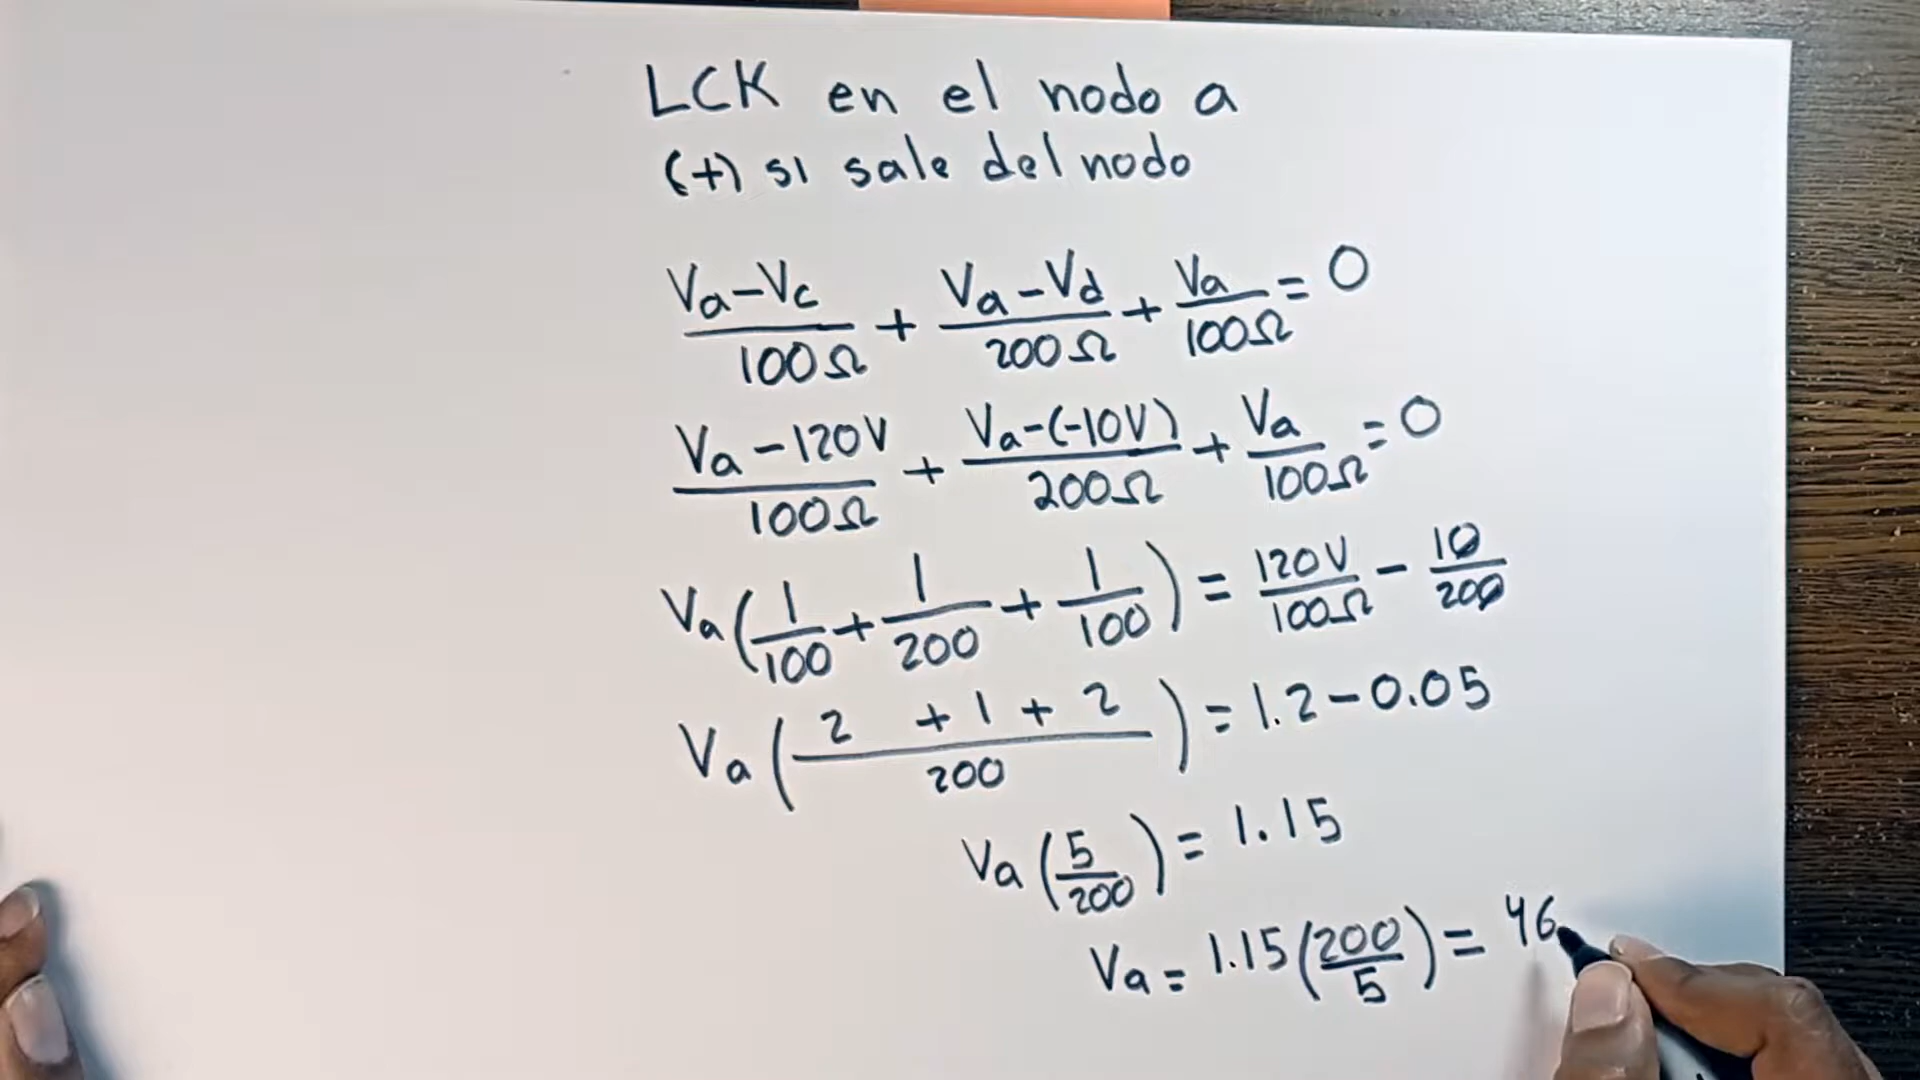 LCK en el nodo a
(+) si sale del nodo
Va-Vc/100Ω + Va-Vd/200Ω + Va/100Ω = 0
Va-120V/100Ω + Va-(-10V)/200Ω + Va/100Ω = 0
Va(1/100 + 1/200 + 1/100) = 120V/100Ω - 10/200
Va(2 + 1 + 2/200) = 1.2 - 0.05
Va(5/200) = 1.15
Va = 1.15(200/5) = 46